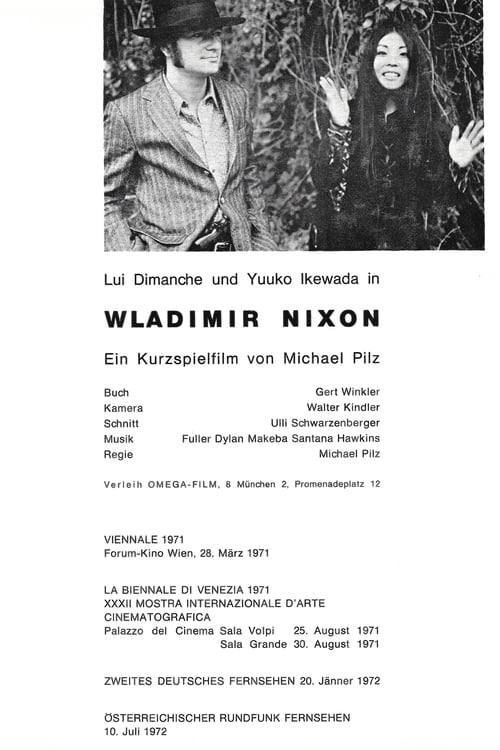 Lui Dimanche und Yuuko Ikewada in
WLADIMIR NIXON
Ein Kurzspielfilm von Michael Pilz
Buch Gert Winkler
Kamera Walter Kindler
Schnitt Ulli Schwarzenberger
Musik Fuller Dylan Makeba Santana Hawkins
Regie Michael Pilz
Verleih OMEGA-FILM, 8 München 2, Promenadeplatz 12
VIENNALE 1971
Forum-Kino Wien, 28. März 1971
LA BIENNALE DI VENEZIA 1971
XXXII MOSTRA INTERNAZIONALE D'ARTE
CINEMATOGRAFICA
Palazzo del Cinema Sala Volpi 25. August 1971
Sala Grande 30. August 1971
ZWEITES DEUTSCHES FERNSEHEN 20. Jänner 1972
ÖSTERREICHISCHER RUNDFUNK FERNSEHEN
10. Juli 1972